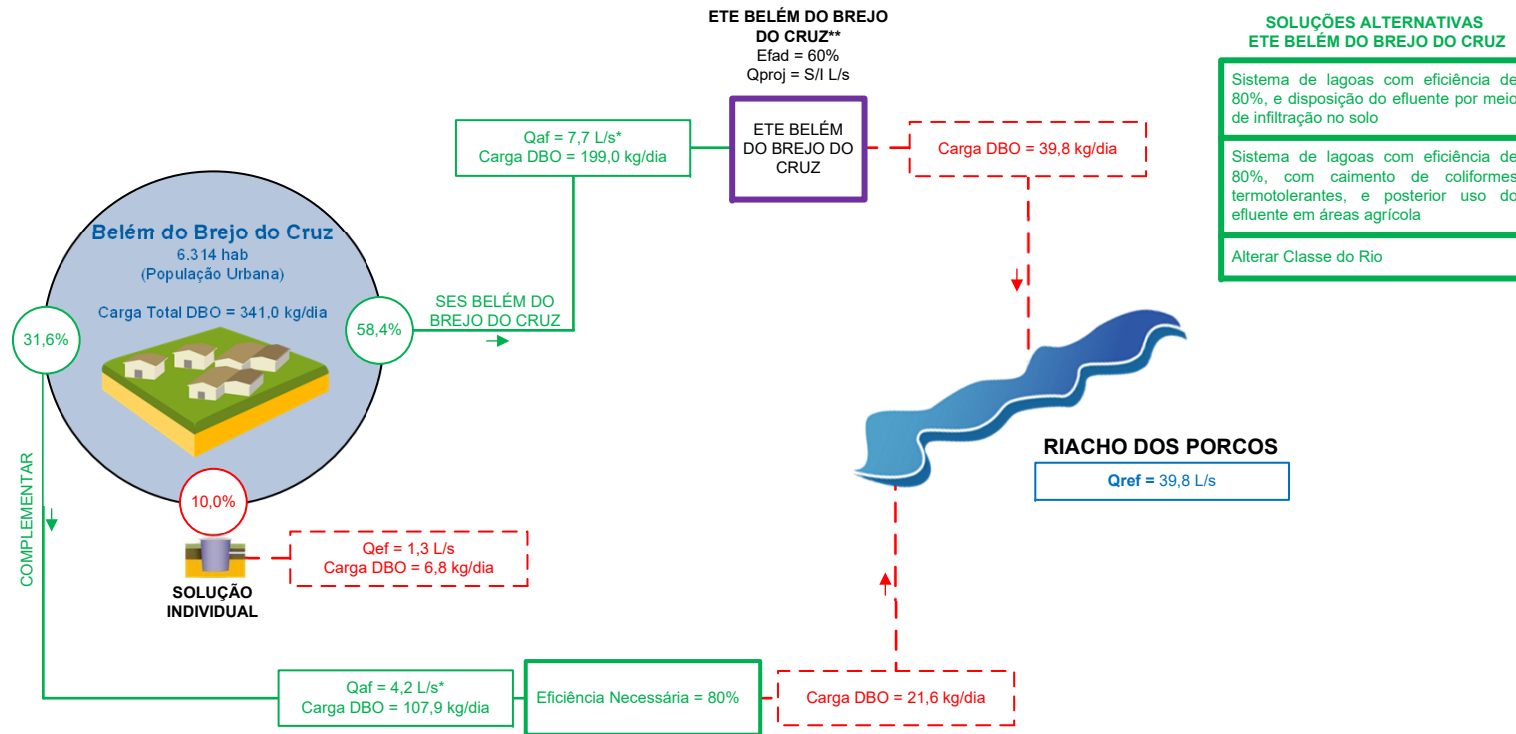 ETE BELÉM DO BREJO
DO CRUZ**
Efad = 60%
Qproj = S/I L/s
SOLUÇÕES ALTERNATIVAS
ETE BELÉM DO BREJO DO CRUZ
Sistema de lagoas com eficiência de
80%, e disposição do efluente por meio
de infiltração no solo
Sistema de lagoas com eficiência de
80%, com caimento de coliformes
termotolerantes, e posterior uso do
efluente em áreas agrícola
Alterar Classe do Rio
Qaf = 7,7 L/s*
Carga DBO = 199,0 kg/dia
ETE BELÉM
DO BREJO DO
CRUZ
Carga DBO = 39,8 kg/dia
Belém do Brejo do Cruz
6.314 hab
(População Urbana)
Carga Total DBO = 341,0 kg/dia
31,6%
58,4%
SES BELÉM DO
BREJO DO CRUZ
10,0%
COMPLEMENTAR
SOLUÇÃO
INDIVIDUAL
Qef = 1,3 L/s
Carga DBO = 6,8 kg/dia
RIACHO DOS PORCOS
Qref = 39,8 L/s
Qaf = 4,2 L/s*
Carga DBO = 107,9 kg/dia
Eficiência Necessária = 80%
Carga DBO = 21,6 kg/dia